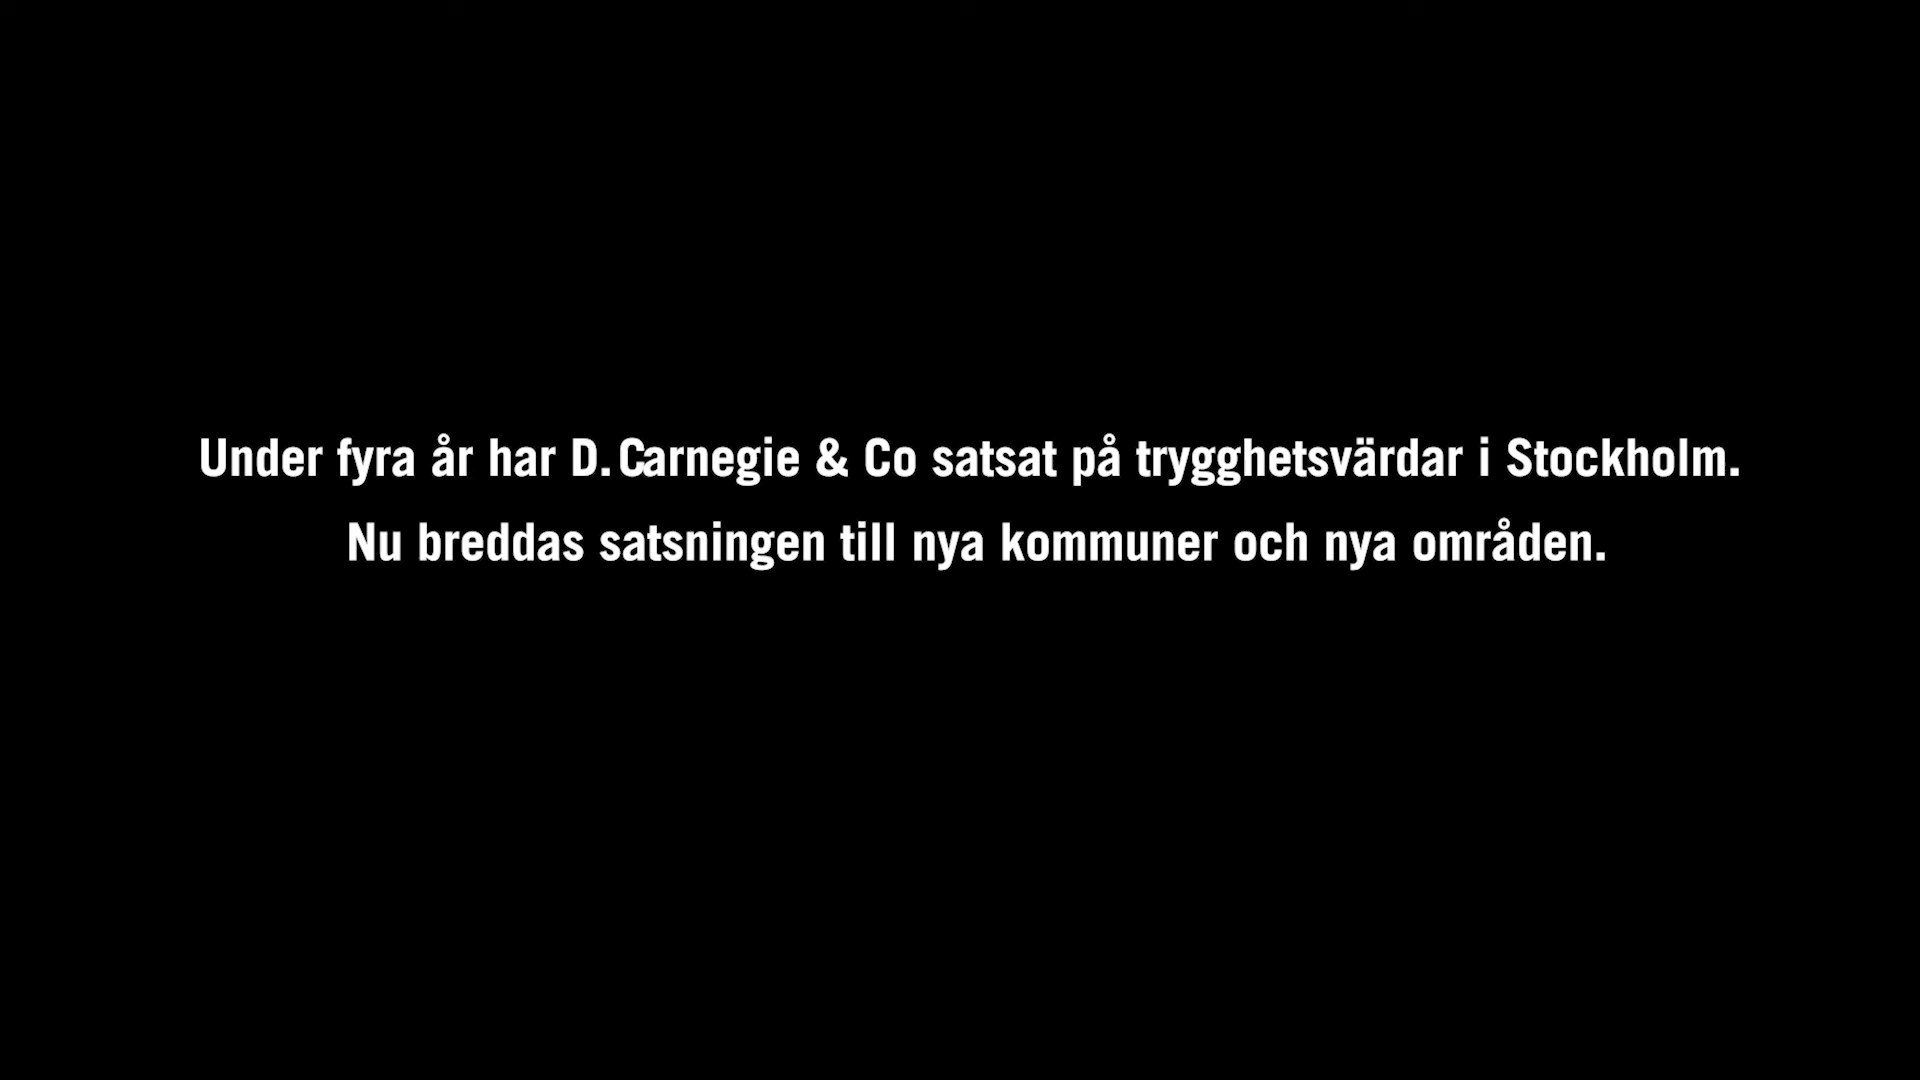 Under fyra år har D. Carnegie & Co satsat på trygghetsvärdar i Stockholm.
Nu breddas satsningen till nya kommuner och nya områden.